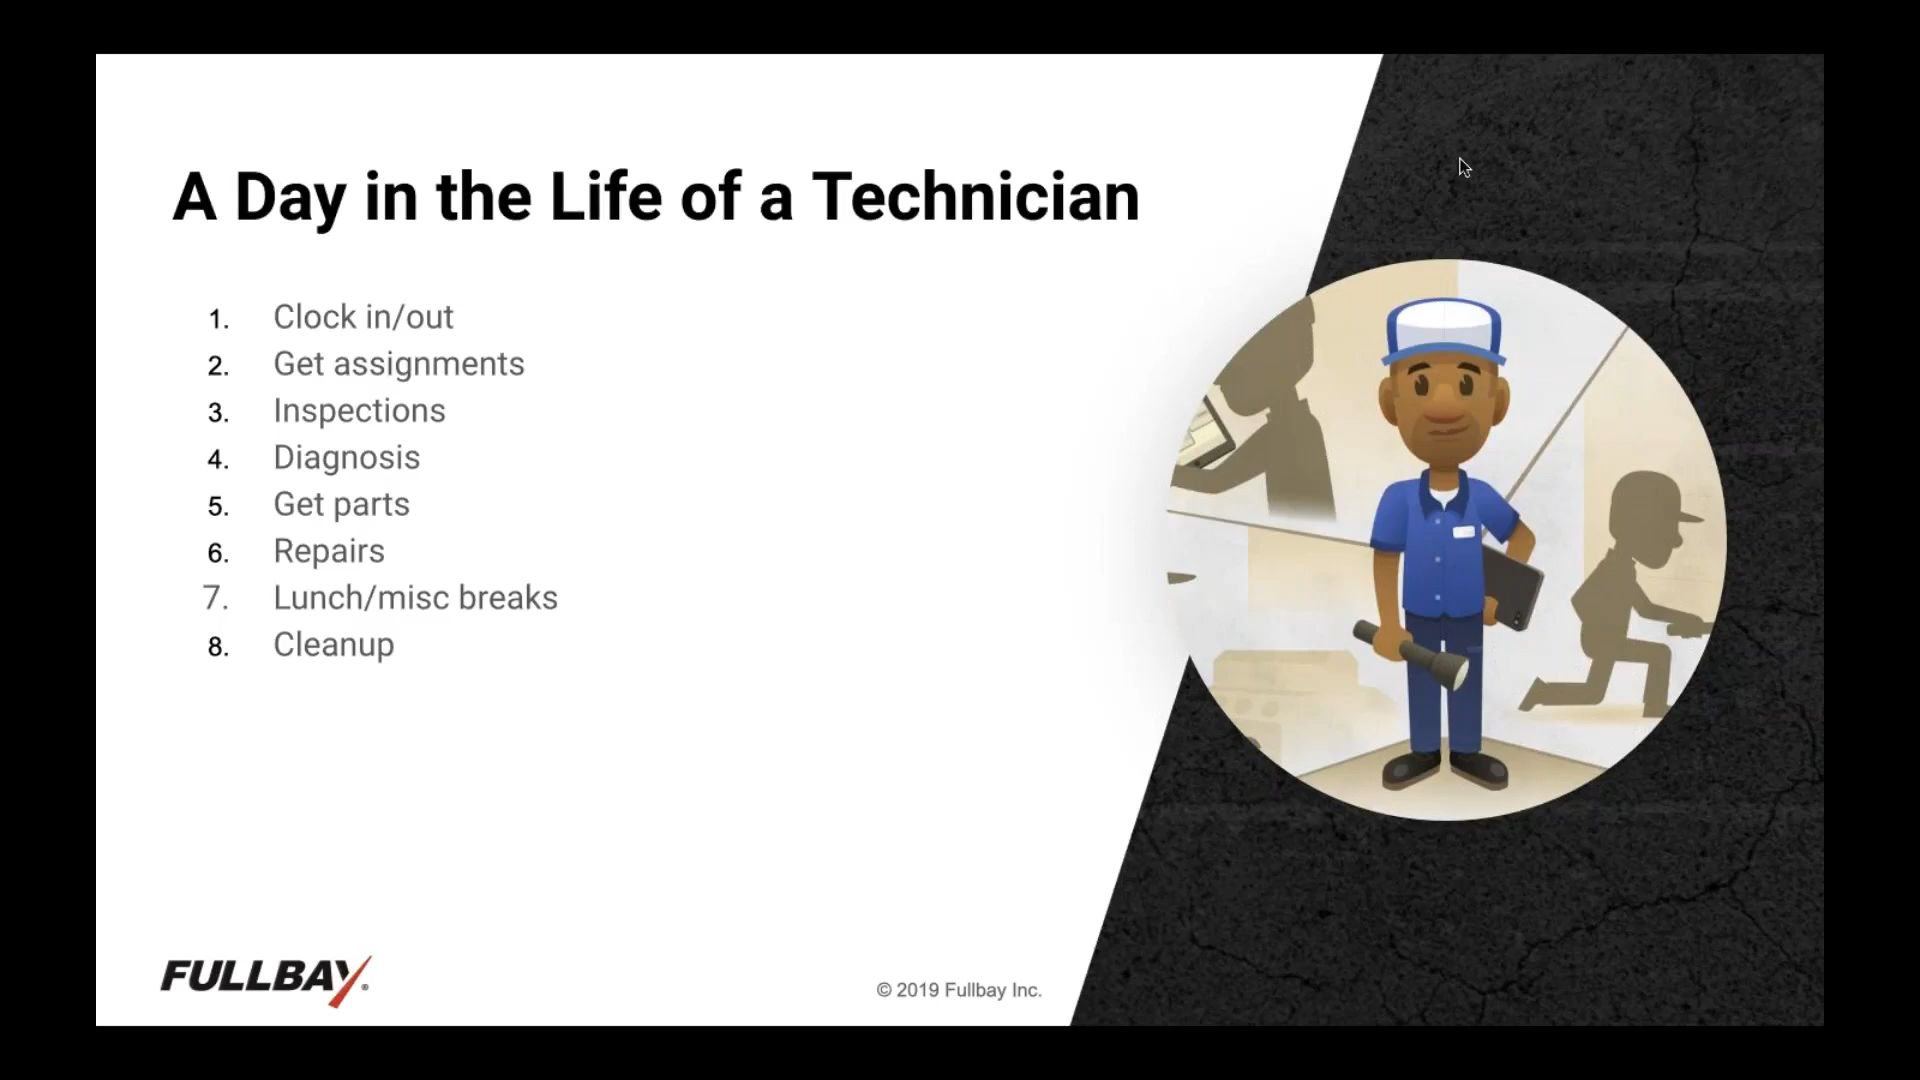 A Day in the Life of a Technician
1. Clock in/out
2. Get assignments
3. Inspections
4. Diagnosis
5. Get parts
6. Repairs
7. Lunch/misc breaks
8. Cleanup
FULLBAY®
© 2019 Fullbay Inc.